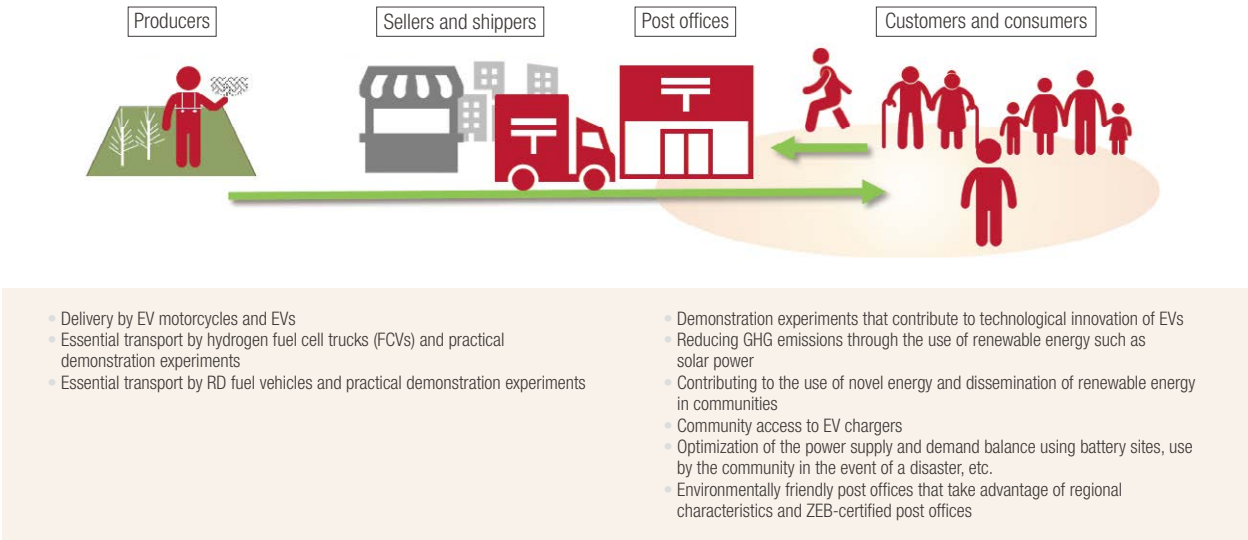 Producers
Sellers and shippers
Post offices
Customers and consumers
• Delivery by EV motorcycles and EVs
• Essential transport by hydrogen fuel cell trucks (FCVs) and practical
demonstration experiments
• Essential transport by RD fuel vehicles and practical demonstration experiments
• Demonstration experiments that contribute to technological innovation of EVs
• Reducing GHG emissions through the use of renewable energy such as
solar power
• Contributing to the use of novel energy and dissemination of renewable energy
in communities
• Community access to EV chargers
• Optimization of the power supply and demand balance using battery sites, use
by the community in the event of a disaster, etc.
• Environmentally friendly post offices that take advantage of regional
characteristics and ZEB-certified post offices